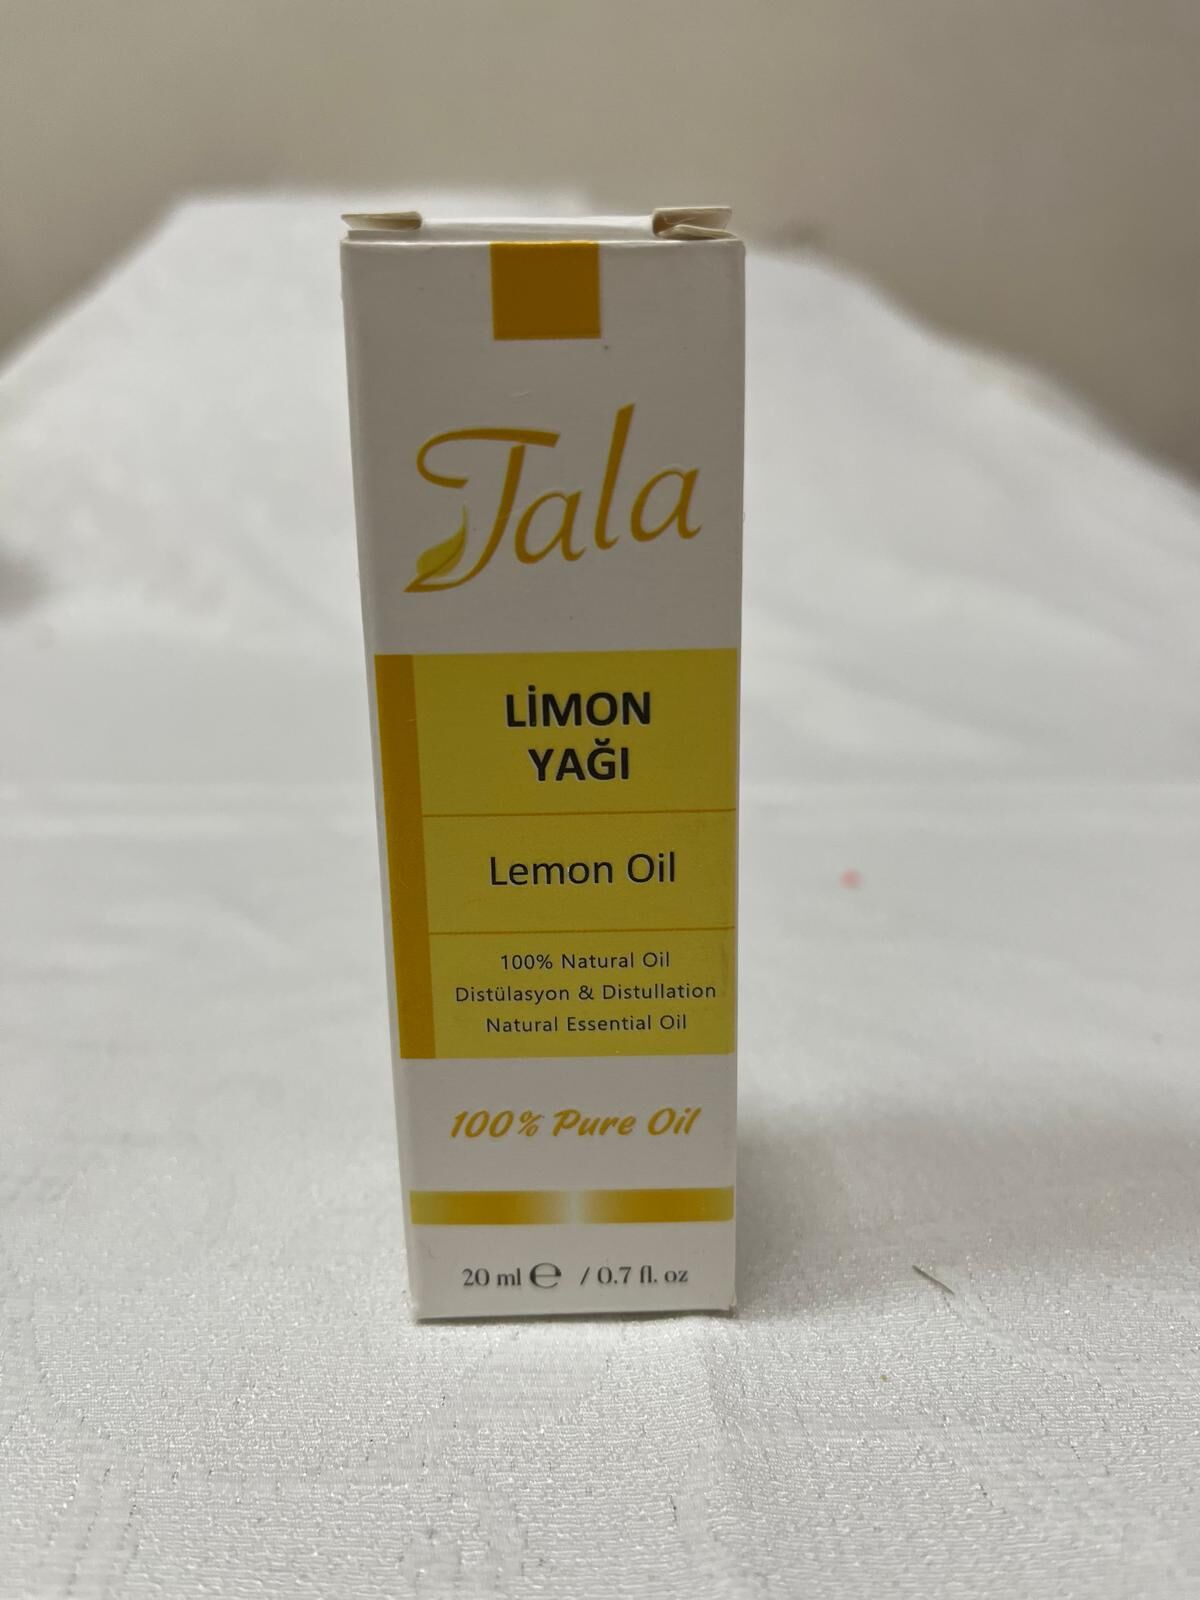 Tala
LİMON
YAĞI
Lemon Oil
100% Natural Oil
Distülasyon & Distullation
Natural Essential Oil
100% Pure Oil
20 ml ℮ / 0.7 fl. oz